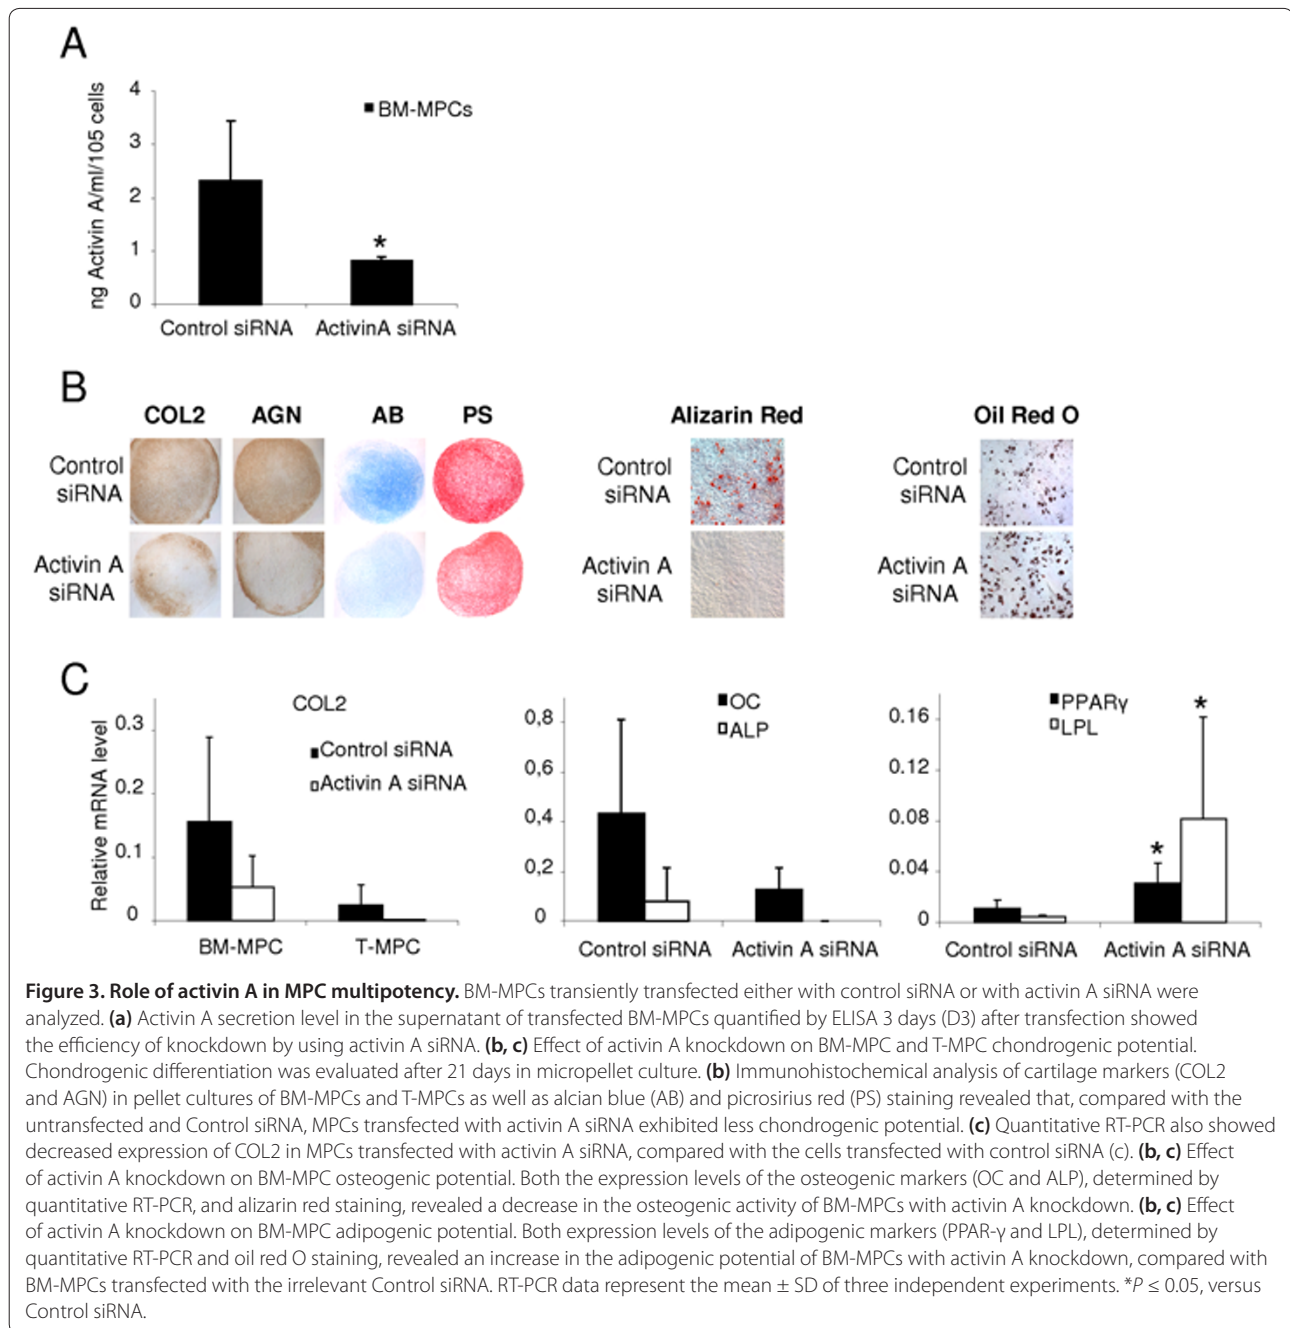 A
4
3
2
1
0
ng Activin A/ml/105 cells
BM-MPCs
*
Control siRNA
ActivinA siRNA
B
COL2
AGN
AB
PS
Control
siRNA
Activin A
siRNA
Alizarin Red
Control
siRNA
Activin A
siRNA
Oil Red O
Control
siRNA
Activin A
siRNA
C
Relative mRNA level
0.3
0.2
0.1
0
COL2
Control siRNA
Activin A siRNA
BM-MPC
T-MPC
0,8
0,6
0,4
0,2
0
OC
ALP
Control siRNA
Activin A siRNA
0.16
0.12
0.08
0.04
0
PPARγ
LPL
*
*
Control siRNA
Activin A siRNA
Figure 3. Role of activin A in MPC multipotency. BM-MPCs transiently transfected either with control siRNA or with activin A siRNA were
analyzed. (a) Activin A secretion level in the supernatant of transfected BM-MPCs quantified by ELISA 3 days (D3) after transfection showed
the efficiency of knockdown by using activin A siRNA. (b, c) Effect of activin A knockdown on BM-MPC and T-MPC chondrogenic potential.
Chondrogenic differentiation was evaluated after 21 days in micropellet culture. (b) Immunohistochemical analysis of cartilage markers (COL2
and AGN) in pellet cultures of BM-MPCs and T-MPCs as well as alcian blue (AB) and picrosirius red (PS) staining revealed that, compared with the
untransfected and Control siRNA, MPCs transfected with activin A siRNA exhibited less chondrogenic potential. (c) Quantitative RT-PCR also showed
decreased expression of COL2 in MPCs transfected with activin A siRNA, compared with the cells transfected with control siRNA (c). (b, c) Effect
of activin A knockdown on BM-MPC osteogenic potential. Both the expression levels of the osteogenic markers (OC and ALP), determined by
quantitative RT-PCR, and alizarin red staining, revealed a decrease in the osteogenic activity of BM-MPCs with activin A knockdown. (b, c) Effect
of activin A knockdown on BM-MPC adipogenic potential. Both expression levels of the adipogenic markers (PPAR-γ and LPL), determined by
quantitative RT-PCR and oil red O staining, revealed an increase in the adipogenic potential of BM-MPCs with activin A knockdown, compared with
BM-MPCs transfected with the irrelevant Control siRNA. RT-PCR data represent the mean ± SD of three independent experiments. *P ≤ 0.05, versus
Control siRNA.